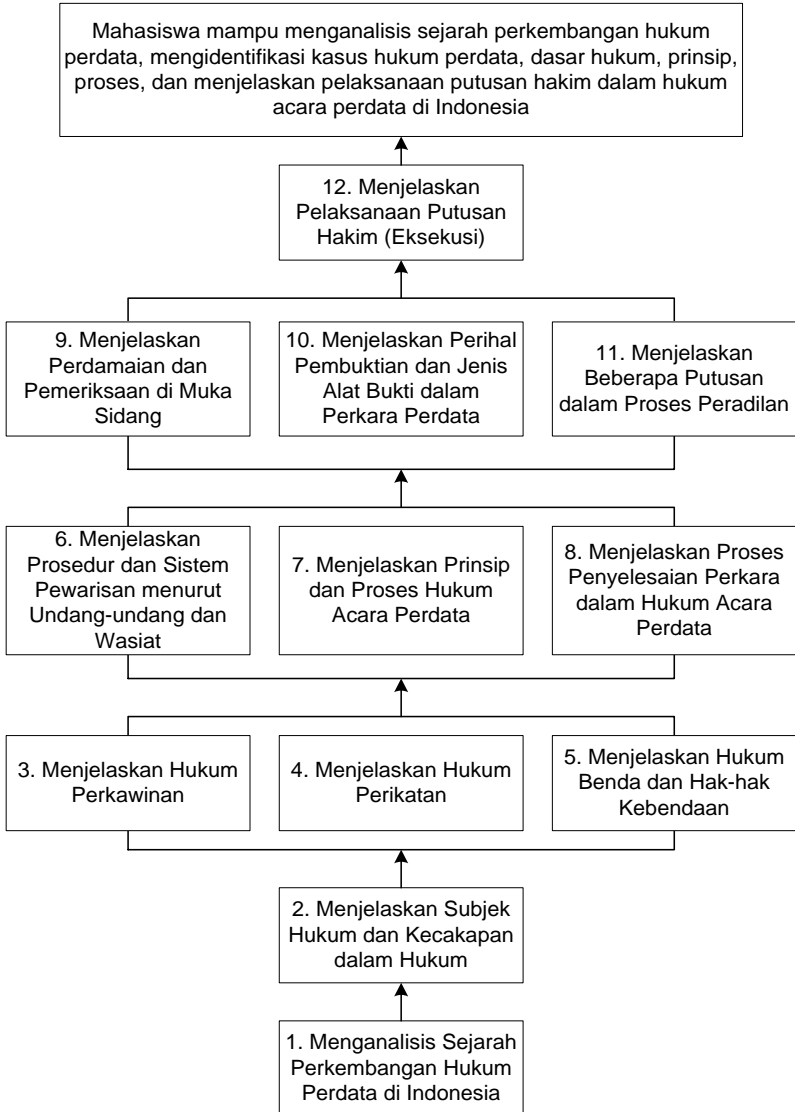 Mahasiswa mampu menganalisis sejarah perkembangan hukum
perdata, mengidentifikasi kasus hukum perdata, dasar hukum, prinsip,
proses, dan menjelaskan pelaksanaan putusan hakim dalam hukum
acara perdata di Indonesia
12. Menjelaskan
Pelaksanaan Putusan
Hakim (Eksekusi)
9. Menjelaskan
Perdamaian dan
Pemeriksaan di Muka
Sidang
10. Menjelaskan Perihal
Pembuktian dan Jenis
Alat Bukti dalam
Perkara Perdata
11. Menjelaskan
Beberapa Putusan
dalam Proses Peradilan
6. Menjelaskan
Prosedur dan Sistem
Pewarisan menurut
Undang-undang dan
Wasiat
7. Menjelaskan Prinsip
dan Proses Hukum
Acara Perdata
8. Menjelaskan Proses
Penyelesaian Perkara
dalam Hukum Acara
Perdata
3. Menjelaskan Hukum
Perkawinan
4. Menjelaskan Hukum
Perikatan
5. Menjelaskan Hukum
Benda dan Hak-hak
Kebendaan
2. Menjelaskan Subjek
Hukum dan Kecakapan
dalam Hukum
1. Menganalisis Sejarah
Perkembangan Hukum
Perdata di Indonesia